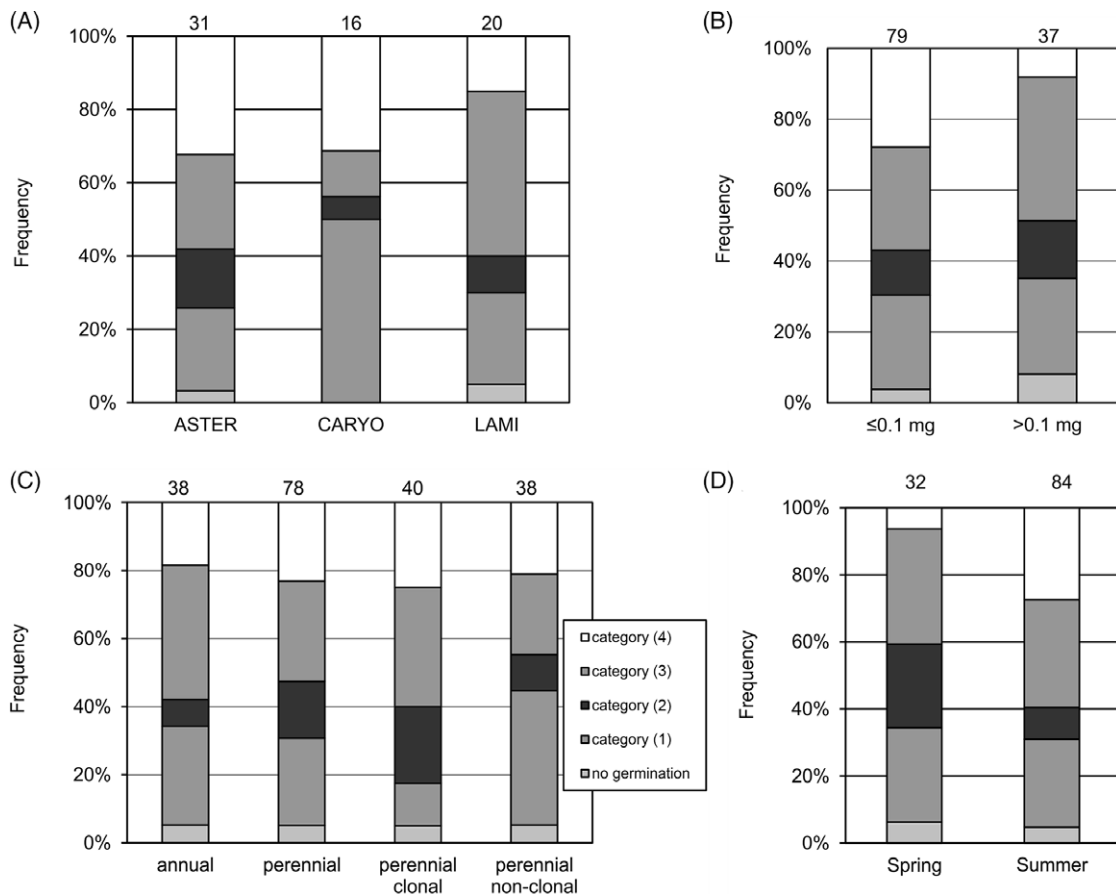 (A)
31 16 20
100%
80%
60%
40%
20%
0%
Frequency
ASTER CARYO LAMI
(B)
79 37
100%
80%
60%
40%
20%
0%
Frequency
≤0.1 mg >0.1 mg
(C)
38 78 40 38
100%
80%
60%
40%
20%
0%
Frequency
annual perennial perennial perennial
clonal non-clonal
category (4)
category (3)
category (2)
category (1)
no germination
(D)
32 84
100%
80%
60%
40%
20%
0%
Frequency
Spring Summer